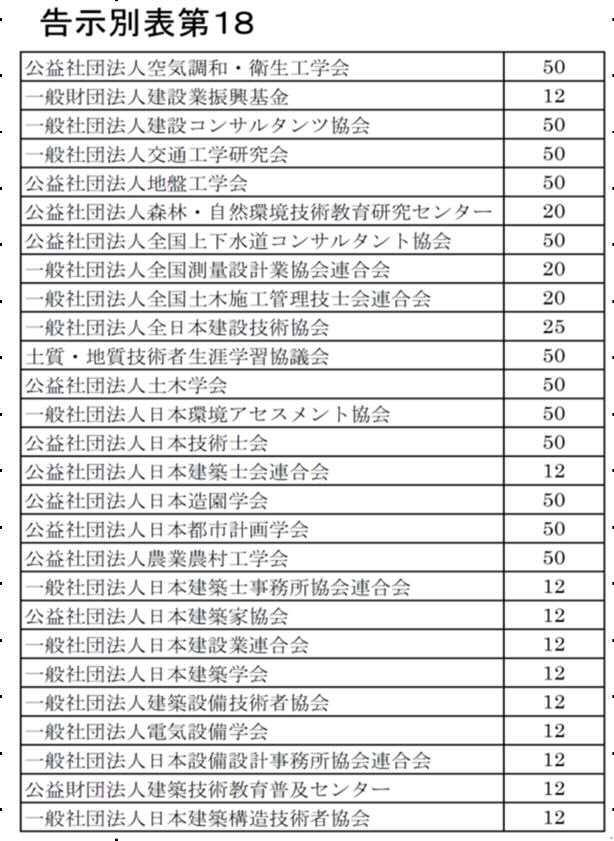 告示別表第18
公益社団法人空気調和・衛生工学会 50
一般財団法人建設業振興基金 12
一般社団法人建設コンサルタンツ協会 50
一般社団法人交通工学研究会 50
公益社団法人地盤工学会 50
公益社団法人森林・自然環境技術教育研究センター 20
公益社団法人全国上下水道コンサルタント協会 50
一般社団法人全国測量設計業協会連合会 20
一般社団法人全国土木施工管理技士会連合会 20
一般社団法人全日本建設技術協会 25
土質・地質技術者生涯学習協議会 50
公益社団法人土木学会 50
一般社団法人日本環境アセスメント協会 50
公益社団法人日本技術士会 50
公益社団法人日本建築士会連合会 12
公益社団法人日本造園学会 50
公益社団法人日本都市計画学会 50
公益社団法人農業農村工学会 50
一般社団法人日本建築士事務所協会連合会 12
公益社団法人日本建築家協会 12
一般社団法人日本建設業連合会 12
一般社団法人日本建築学会 12
一般社団法人建築設備技術者協会 12
一般社団法人電気設備学会 12
一般社団法人日本設備設計事務所協会連合会 12
公益財団法人建築技術教育普及センター 12
一般社団法人日本建築構造技術者協会 12